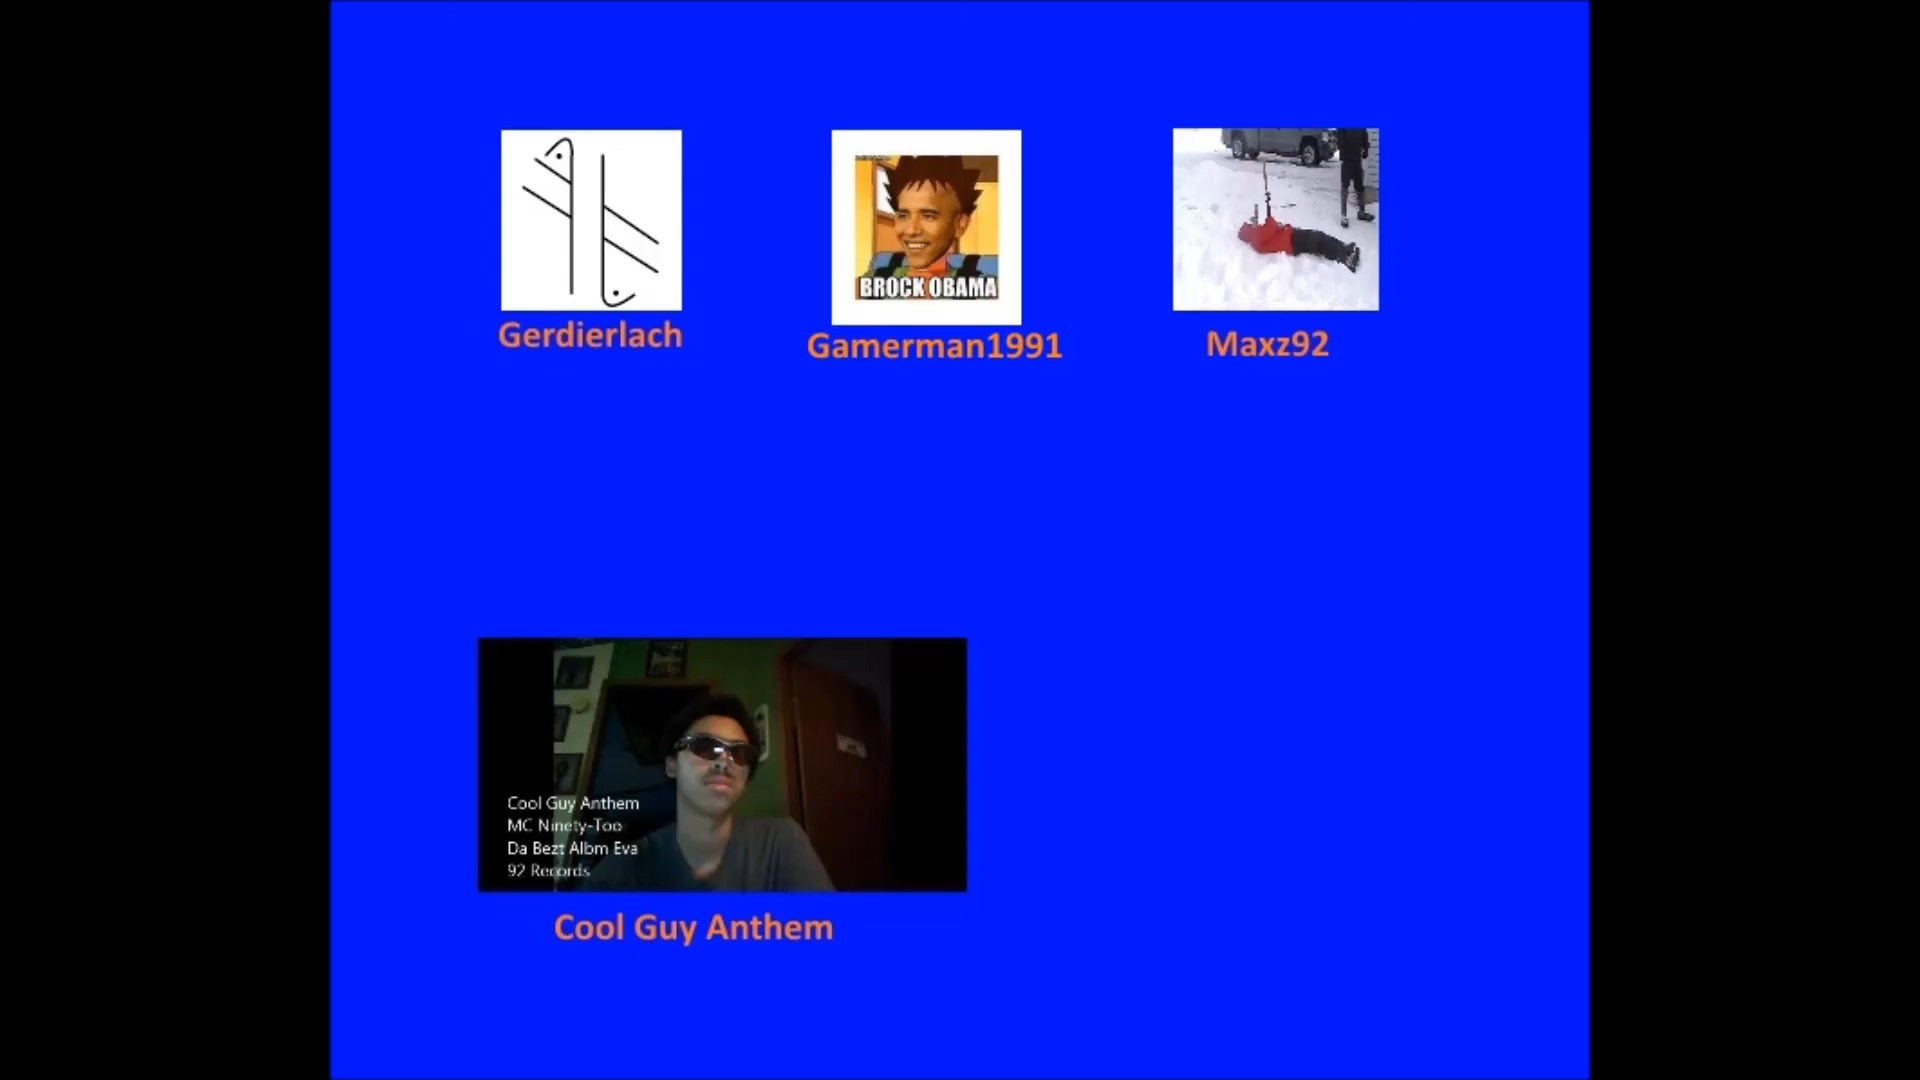 BROCK OBAMA
Gerdierlach
Gamerman1991
Maxz92
Cool Guy Anthem
MC Ninety-Too
Da Bezt Albm Eva
92 Records
Cool Guy Anthem